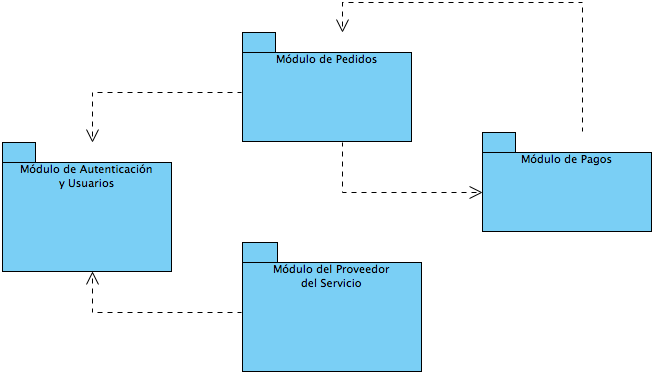 Módulo de Pedidos
Módulo de Autenticación
y Usuarios
Módulo de Pagos
Módulo del Proveedor
del Servicio